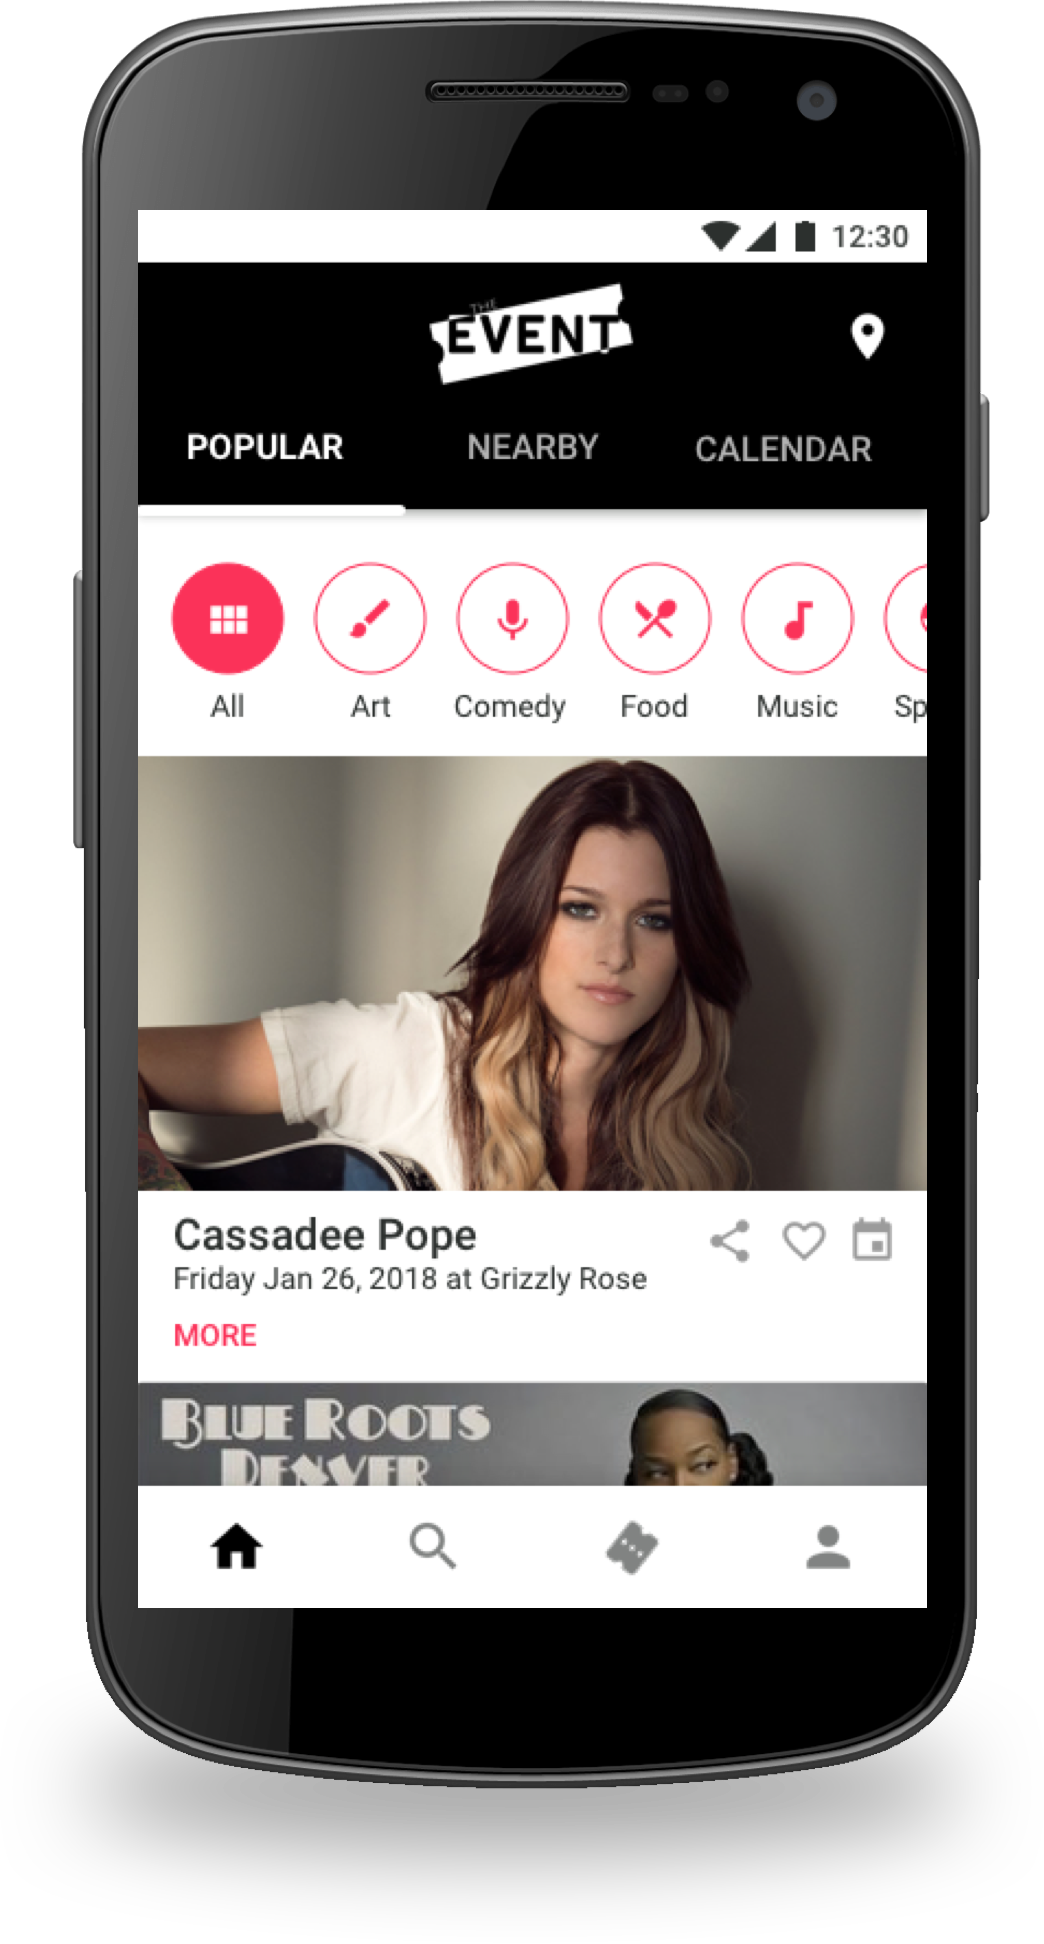 12:30
THE
EVENT
POPULAR NEARBY CALENDAR
All Art Comedy Food Music Sp
Cassadee Pope
Friday Jan 26, 2018 at Grizzly Rose
MORE
BLUE ROOTS
DENVER